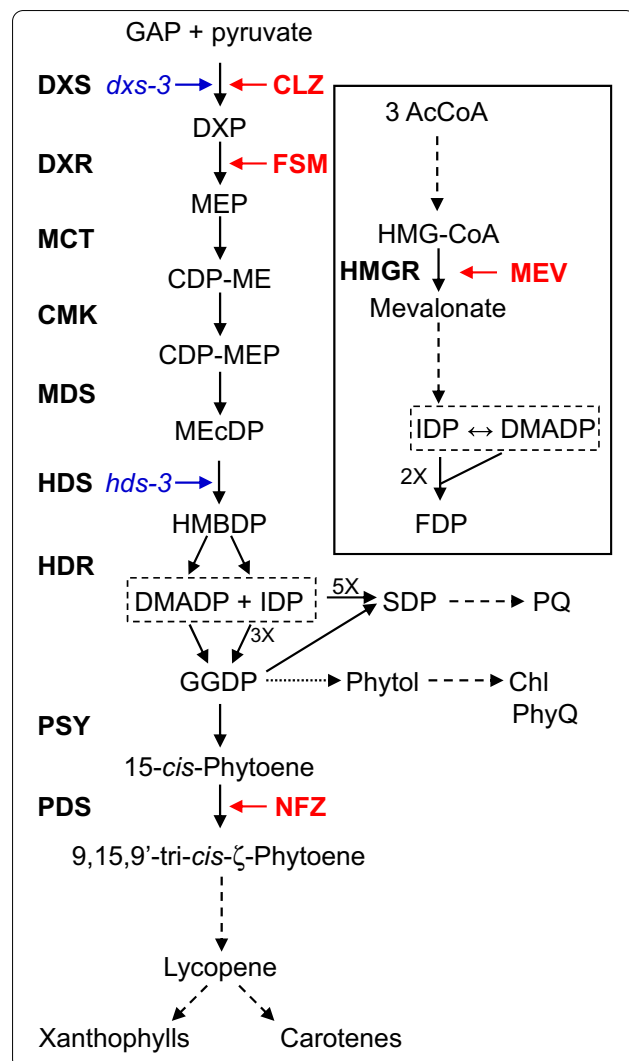 GAP + pyruvate
DXS dxs-3 CLZ
DXP
DXR FSM
MEP
MCT
CDP-ME
CMK
CDP-MEP
MDS
MEcDP
HDS hds-3
HMBDP
HDR
DMADP + IDP 5X SDP PQ
3X
GGDP Phytol Chl
PhyQ
PSY
15-cis-Phytoene
PDS NFZ
9,15,9’-tri-cis-ζ-Phytoene
Lycopene
Xanthophylls Carotenes
3 AcCoA
HMG-CoA
HMGR MEV
Mevalonate
IDP ↔ DMADP
2X
FDP